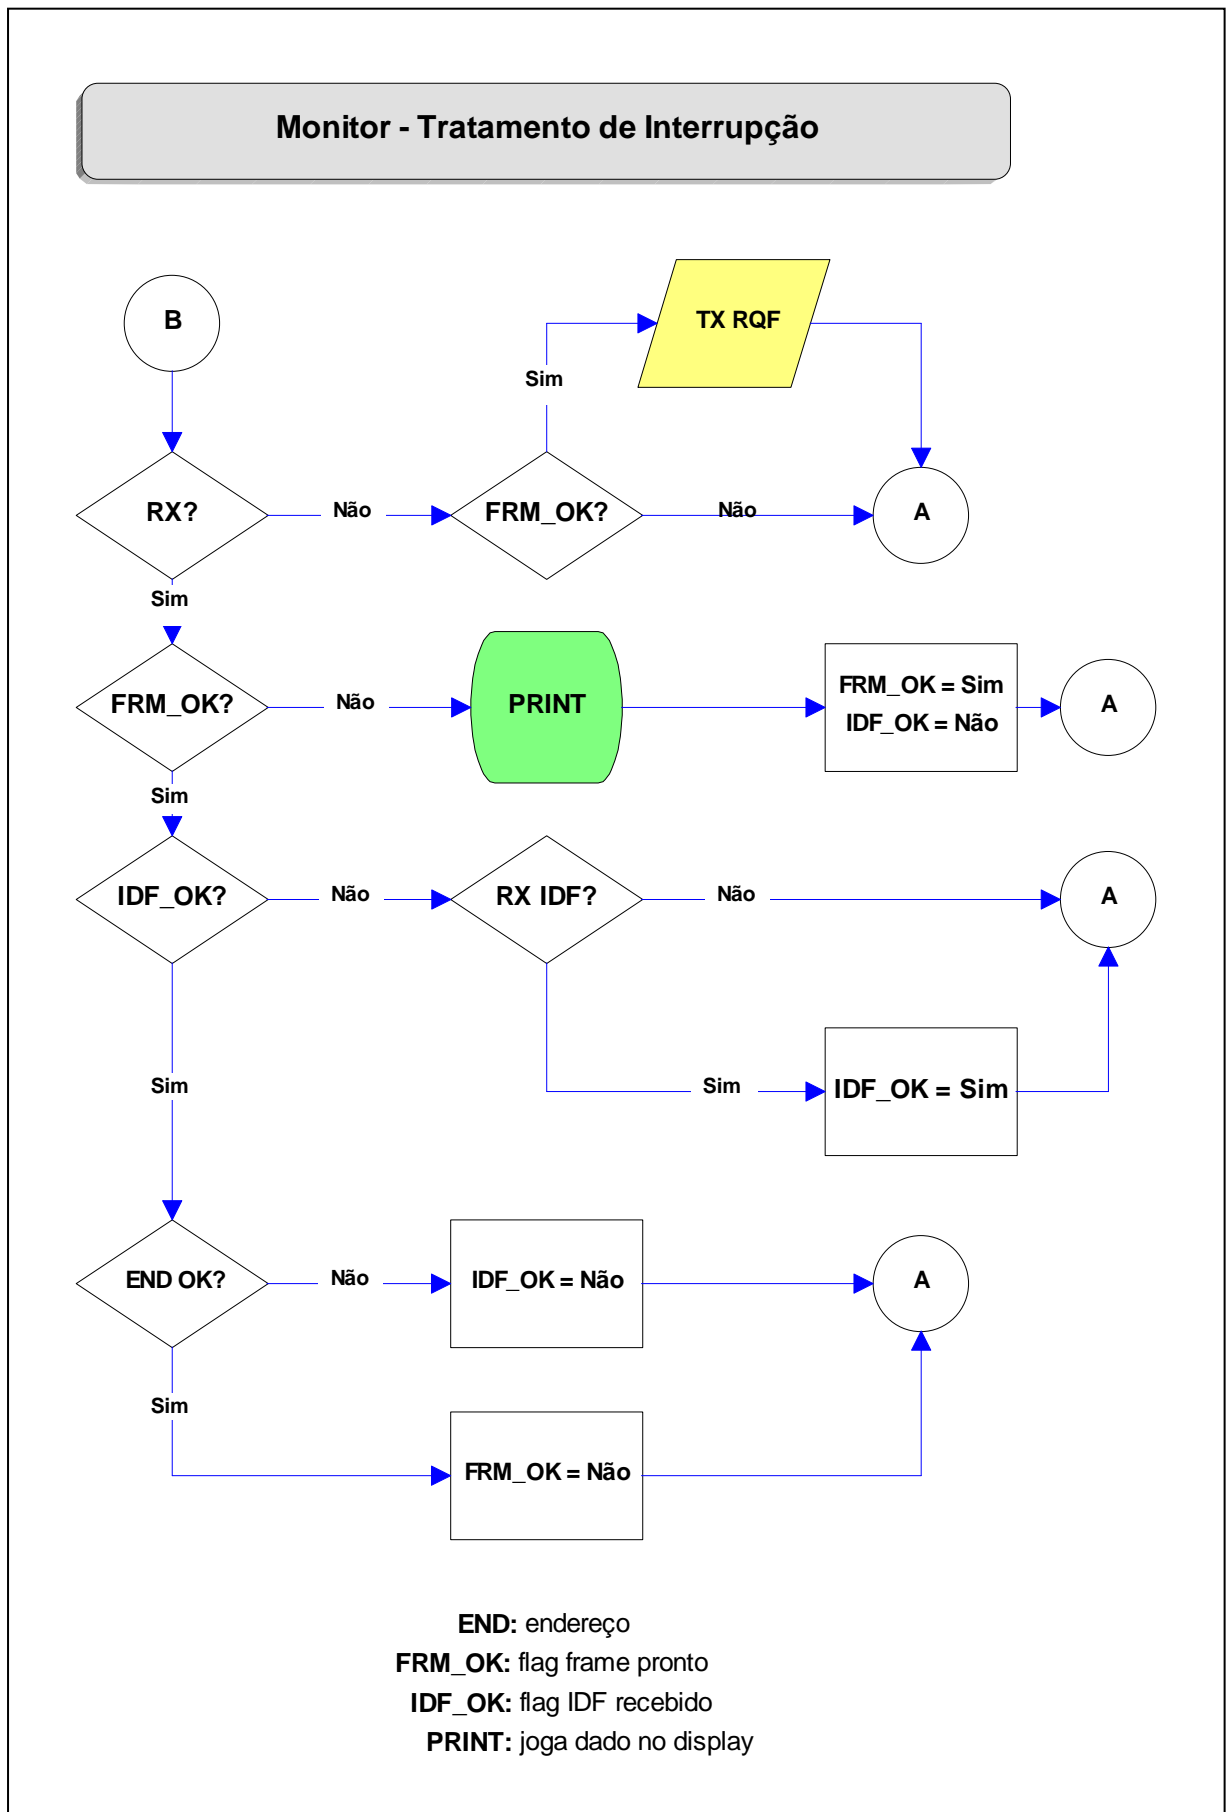 Monitor - Tratamento de Interrupção
B
TX RQF
Sim
RX?
Não
FRM_OK?
Não
A
Sim
FRM_OK?
Não
PRINT
FRM_OK = Sim
IDF_OK = Não
A
Sim
IDF_OK?
Não
RX IDF?
Não
A
Sim
Sim
IDF_OK = Sim
END OK?
Não
IDF_OK = Não
A
Sim
FRM_OK = Não
END: endereço
FRM_OK: flag frame pronto
IDF_OK: flag IDF recebido
PRINT: joga dado no display